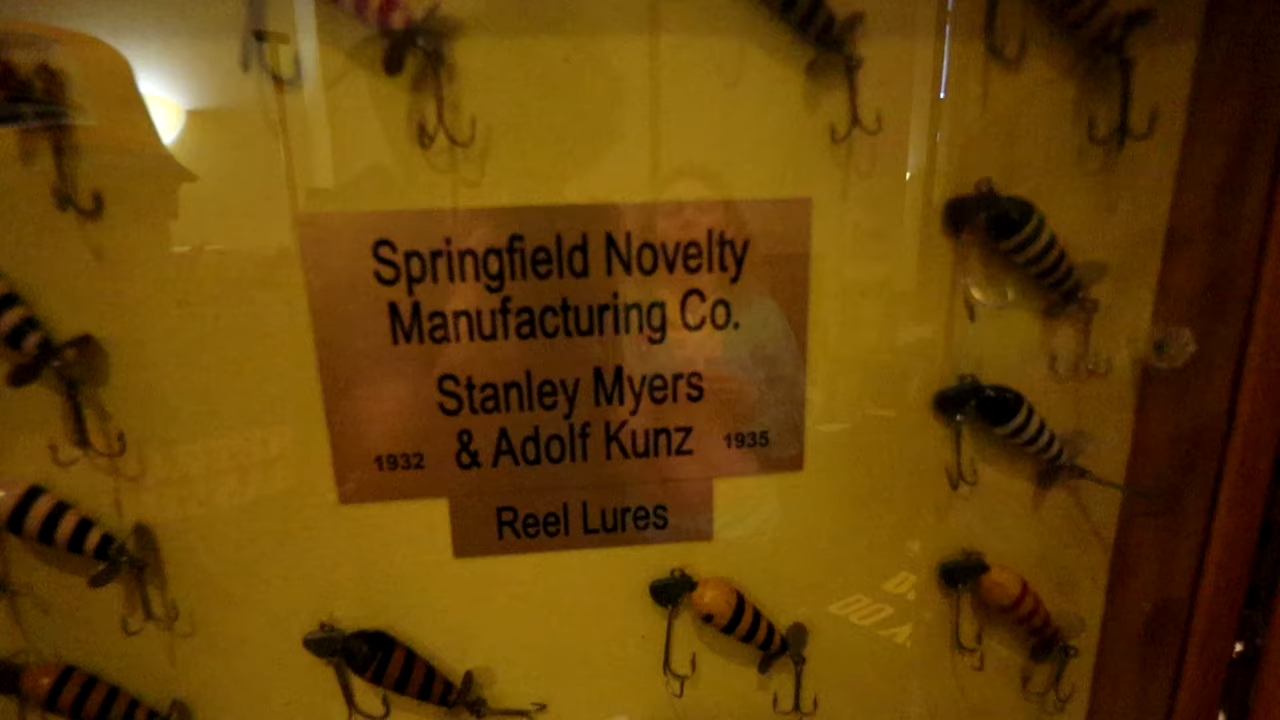 Springfield Novelty
Manufacturing Co.
Stanley Myers
1932 & Adolf Kunz 1935
Reel Lures